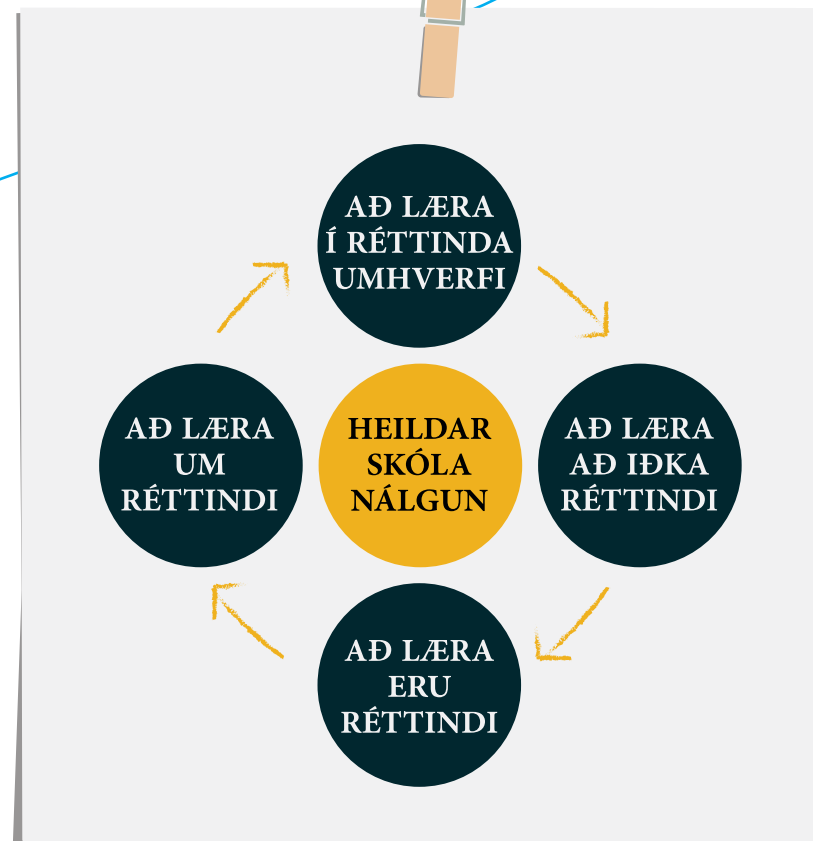 AÐ LÆRA
Í RÉTTINDA
UMHVERFI
AÐ LÆRA
UM
RÉTTINDI
HEILDAR
SKÓLA
NÁLGUN
AÐ LÆRA
AÐ IÐKA
RÉTTINDI
AÐ LÆRA
ERU
RÉTTINDI